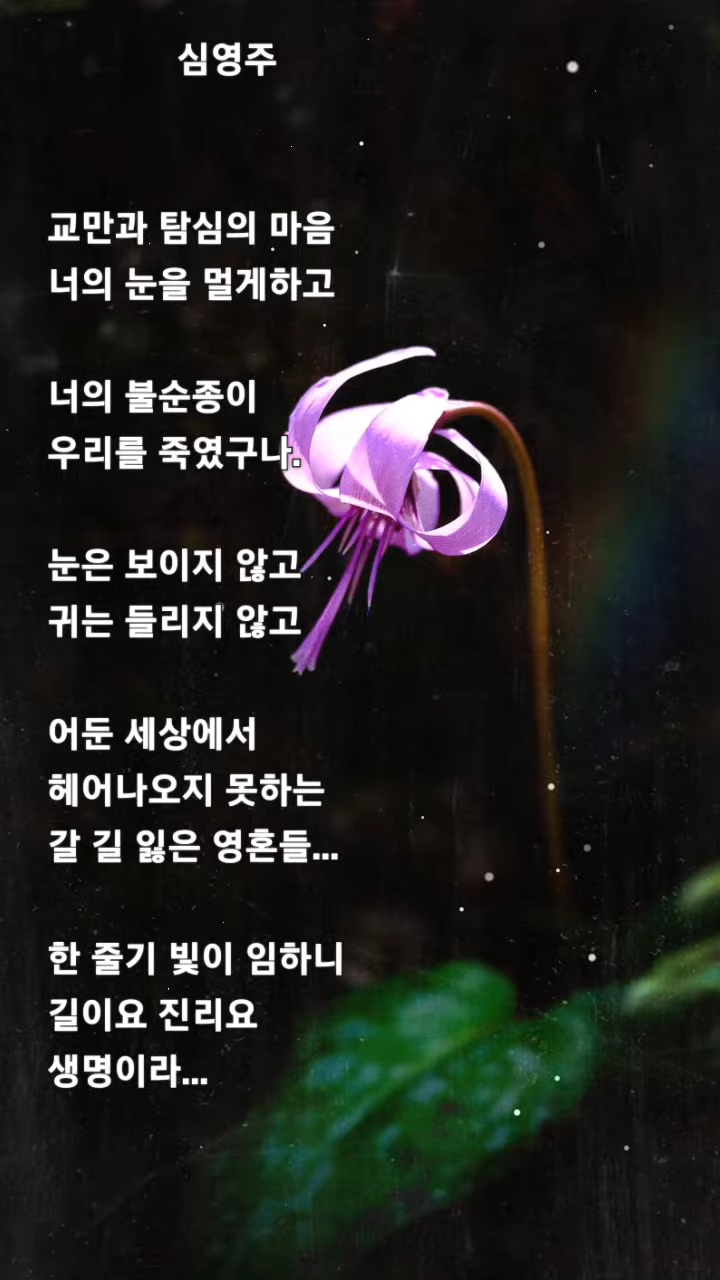 심영주
교만과 탐심의 마음
너의 눈을 멀게하고
너의 불순종이
우리를 죽였구나.
눈은 보이지 않고
귀는 들리지 않고
어둔 세상에서
헤어나오지 못하는
갈 길 잃은 영혼들...
한 줄기 빛이 임하니
길이요 진리요
생명이라...